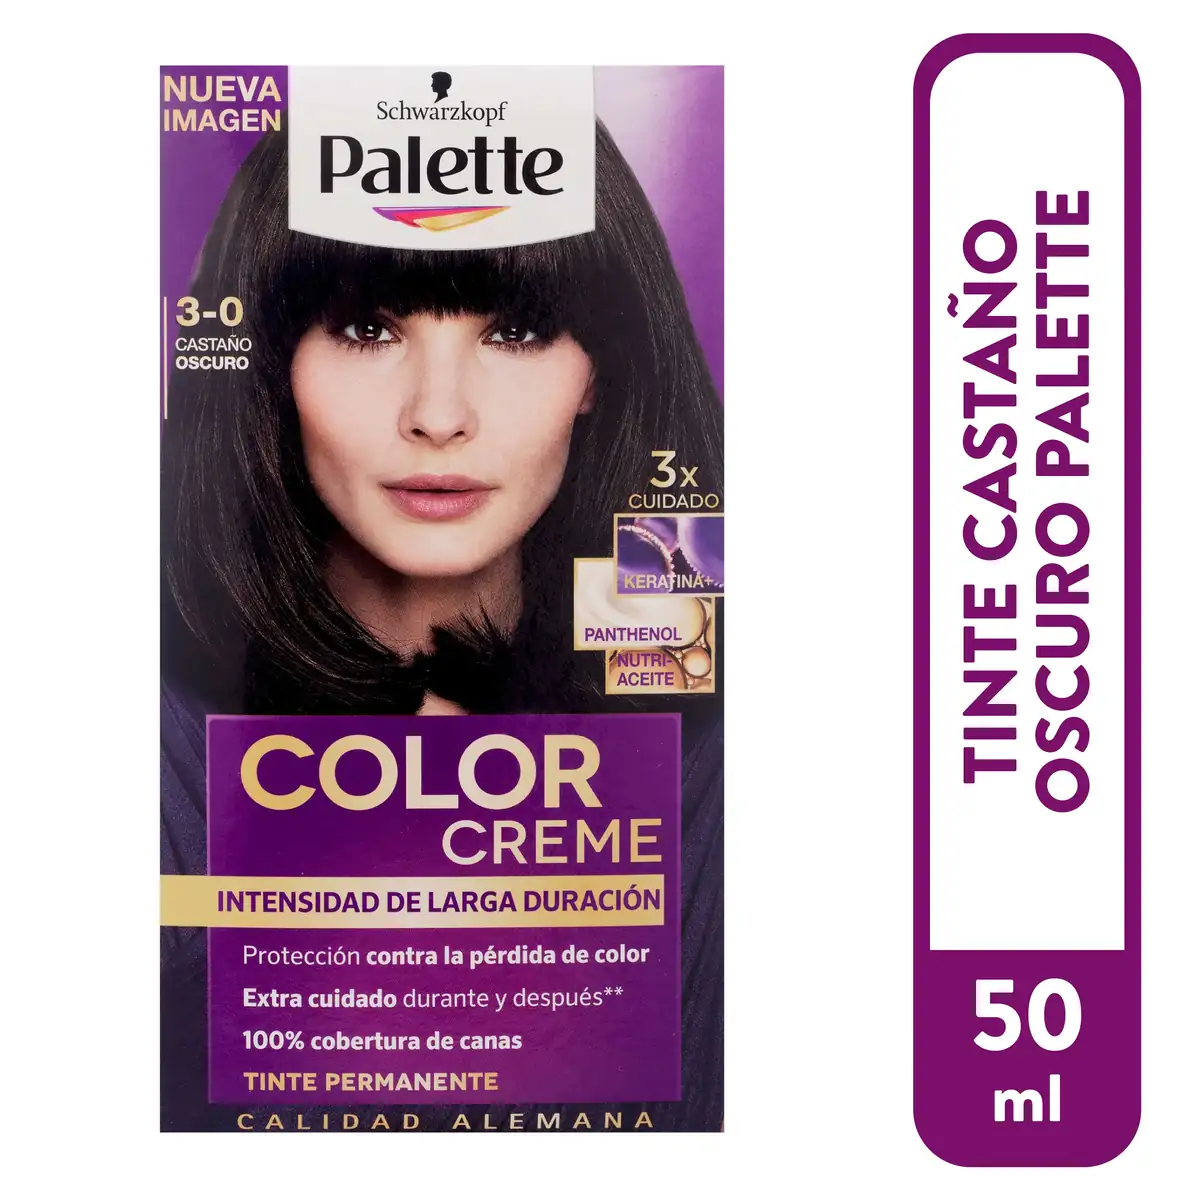 NUEVA
IMAGEN
Schwarzkopf
Palette
3-0
CASTAÑO
OSCURO
3x
CUIDADO
KERATINA+
PANTHENOL
NUTRI-
ACEITE
COLOR
CREME
INTENSIDAD DE LARGA DURACIÓN
Protección contra la pérdida de color
Extra cuidado durante y después**
100% cobertura de canas
TINTE PERMANENTE
CALIDAD ALEMANA
TINTE CASTAÑO
OSCURO PALETTE
50
ml